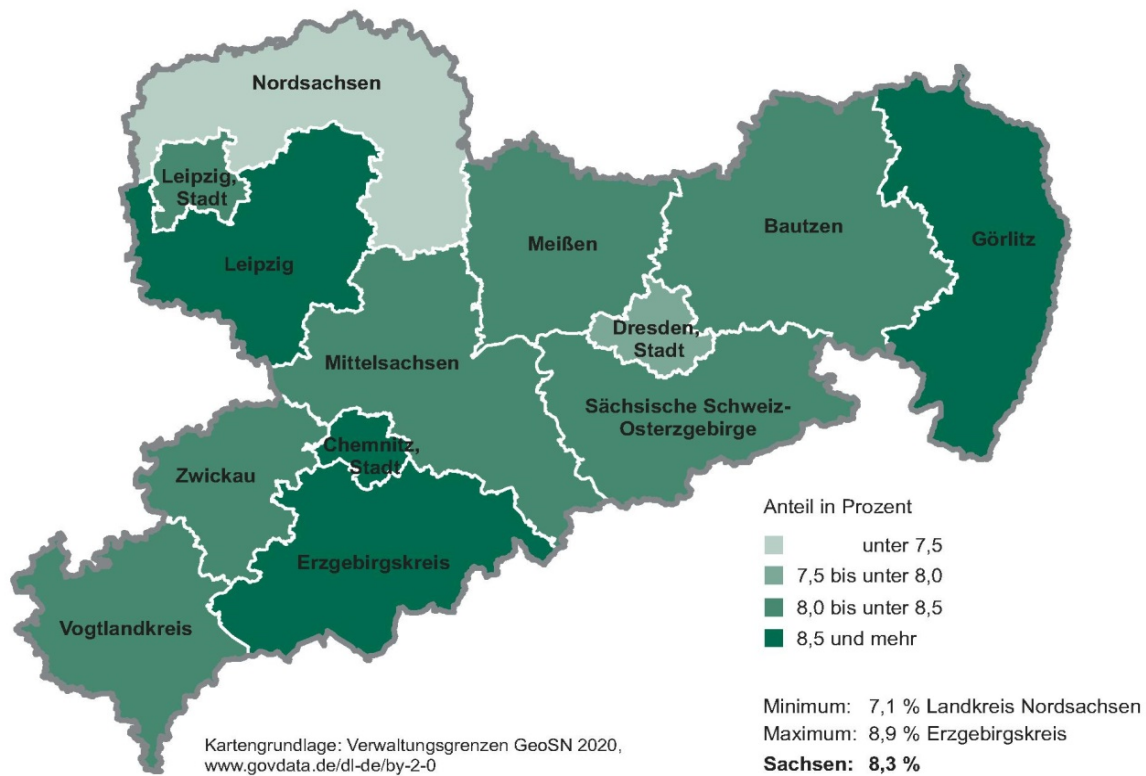 Nordsachsen
Leipzig,
Stadt
Leipzig
Meißen
Bautzen
Görlitz
Dresden,
Stadt
Mittelsachsen
Sächsische Schweiz-
Osterzgebirge
Chemnitz,
Stadt
Zwickau
Erzgebirgskreis
Vogtlandkreis
Anteil in Prozent
unter 7,5
7,5 bis unter 8,0
8,0 bis unter 8,5
8,5 und mehr
Minimum: 7,1 % Landkreis Nordsachsen
Maximum: 8,9 % Erzgebirgskreis
Sachsen: 8,3 %
Kartengrundlage: Verwaltungsgrenzen GeoSN 2020,
www.govdata.de/dl-de/by-2-0